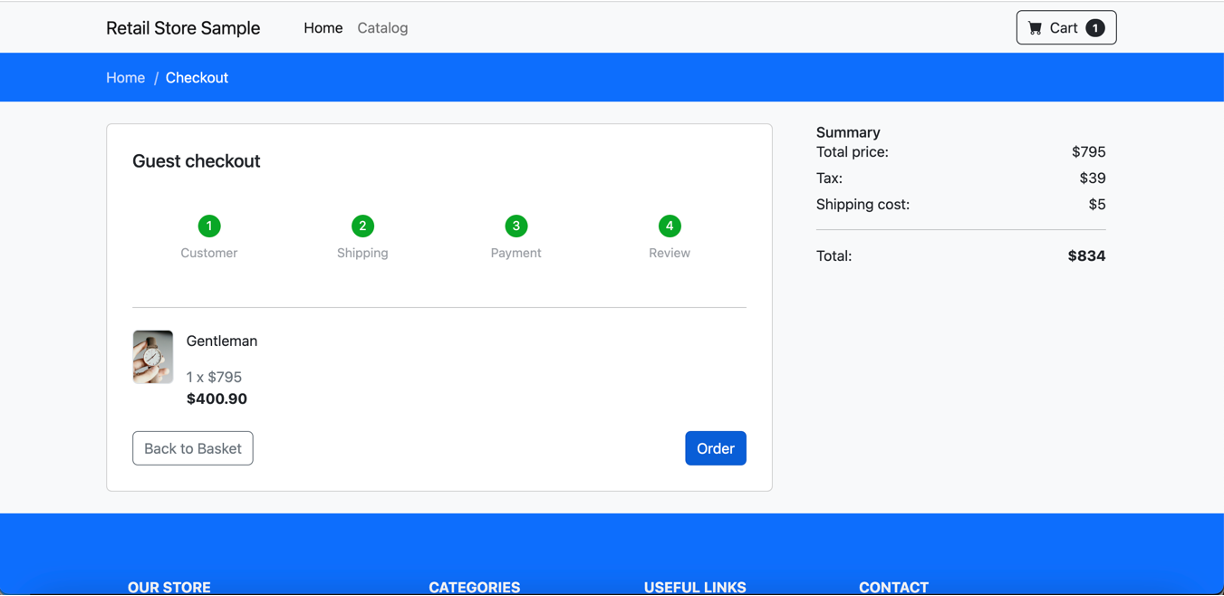 Retail Store Sample Home Catalog Cart 1
Home / Checkout
Guest checkout
1 2 3 4
Customer Shipping Payment Review
Gentleman
1 x $795
$400.90
Back to Basket Order
Summary
Total price: $795
Tax: $39
Shipping cost: $5
Total: $834
OUR STORE CATEGORIES USEFUL LINKS CONTACT